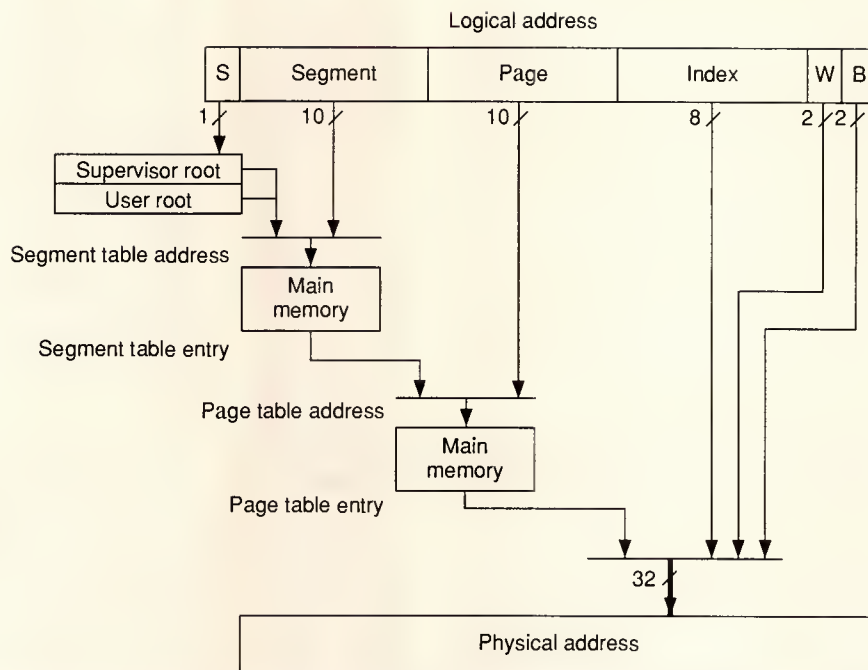 Logical address
S Segment Page Index W B
1 10 10 8 2 2
Supervisor root
User root
Segment table address
Main
memory
Segment table entry
Page table address
Main
memory
Page table entry
32
Physical address